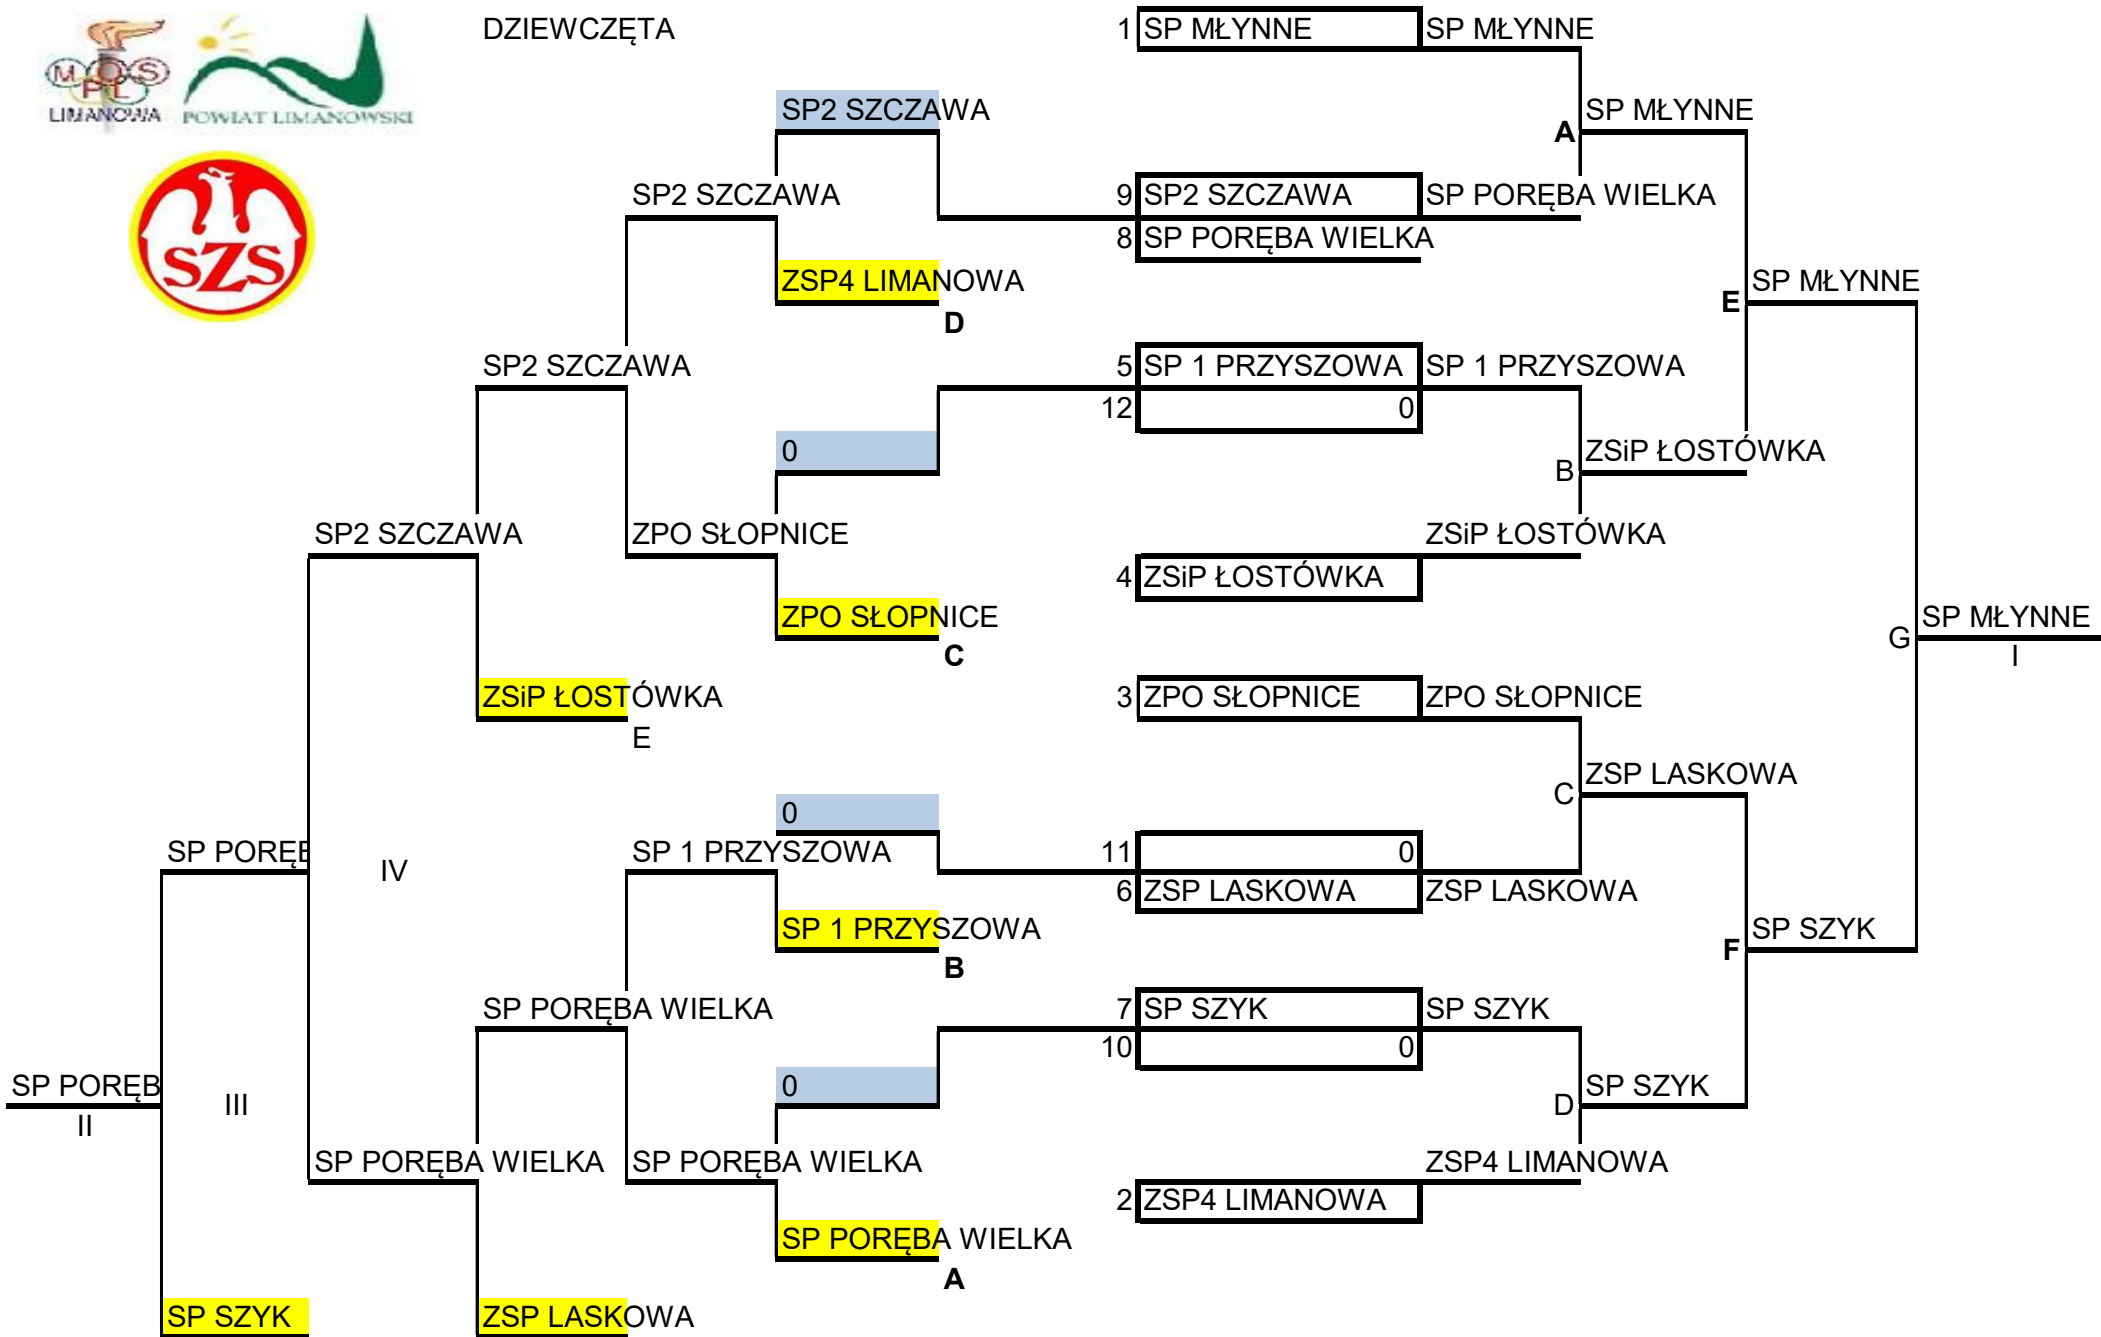 DZIEWCZĘTA
1 SP MŁYNNE SP MŁYNNE
MOS
PL
LIMANOWA
POWIAT LIMANOWSKI
SP2 SZCZAWA
SP MŁYNNE
A
SZS
SP2 SZCZAWA
9 SP2 SZCZAWA SP PORĘBA WIELKA
8 SP PORĘBA WIELKA
ZSP4 LIMANOWA
SP MŁYNNE
E
D
SP2 SZCZAWA
5 SP 1 PRZYSZOWA SP 1 PRZYSZOWA
12 0
0
ZSiP ŁOSTÓWKA
B
SP2 SZCZAWA
ZPO SŁOPNICE
ZSiP ŁOSTÓWKA
4 ZSiP ŁOSTÓWKA
ZPO SŁOPNICE
SP MŁYNNE
G
C
I
ZSiP ŁOSTÓWKA
3 ZPO SŁOPNICE ZPO SŁOPNICE
E
ZSP LASKOWA
C
0
SP PORĘB
IV
SP 1 PRZYSZOWA
11 0
6 ZSP LASKOWA ZSP LASKOWA
SP 1 PRZYSZOWA
SP SZYK
F
B
SP PORĘBA WIELKA
7 SP SZYK SP SZYK
10 0
SP PORĘB
III
0
SP SZYK
D
II
SP PORĘBA WIELKA
SP PORĘBA WIELKA
ZSP4 LIMANOWA
2 ZSP4 LIMANOWA
SP PORĘBA WIELKA
A
SP SZYK
ZSP LASKOWA